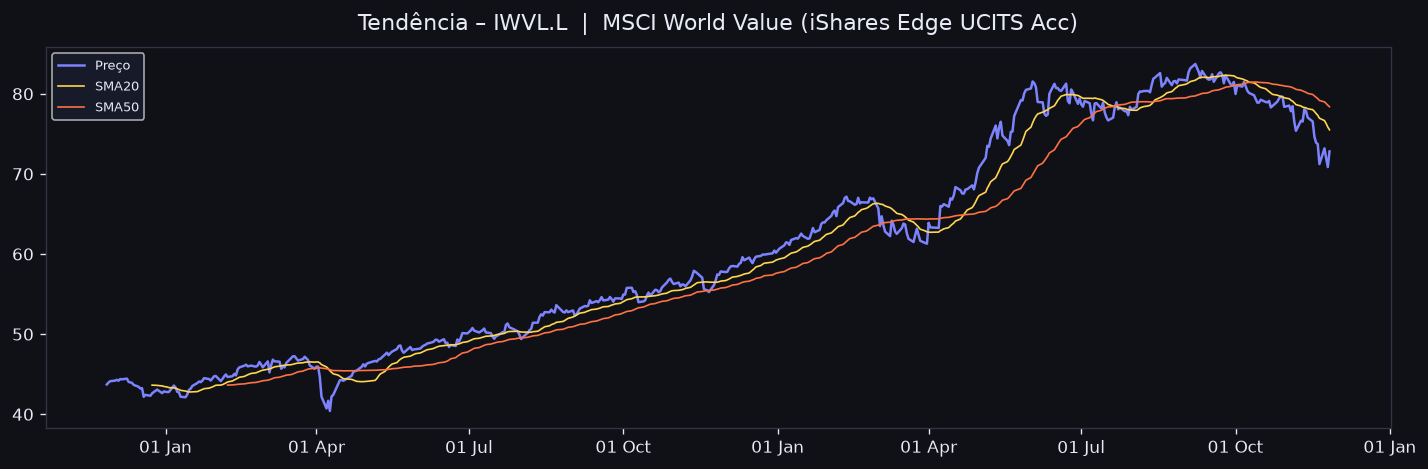 Tendência – IWVL.L | MSCI World Value (iShares Edge UCITS Acc)
Preço
SMA20
SMA50
80
70
60
50
40
01 Jan
01 Apr
01 Jul
01 Oct
01 Jan
01 Apr
01 Jul
01 Oct
01 Jan